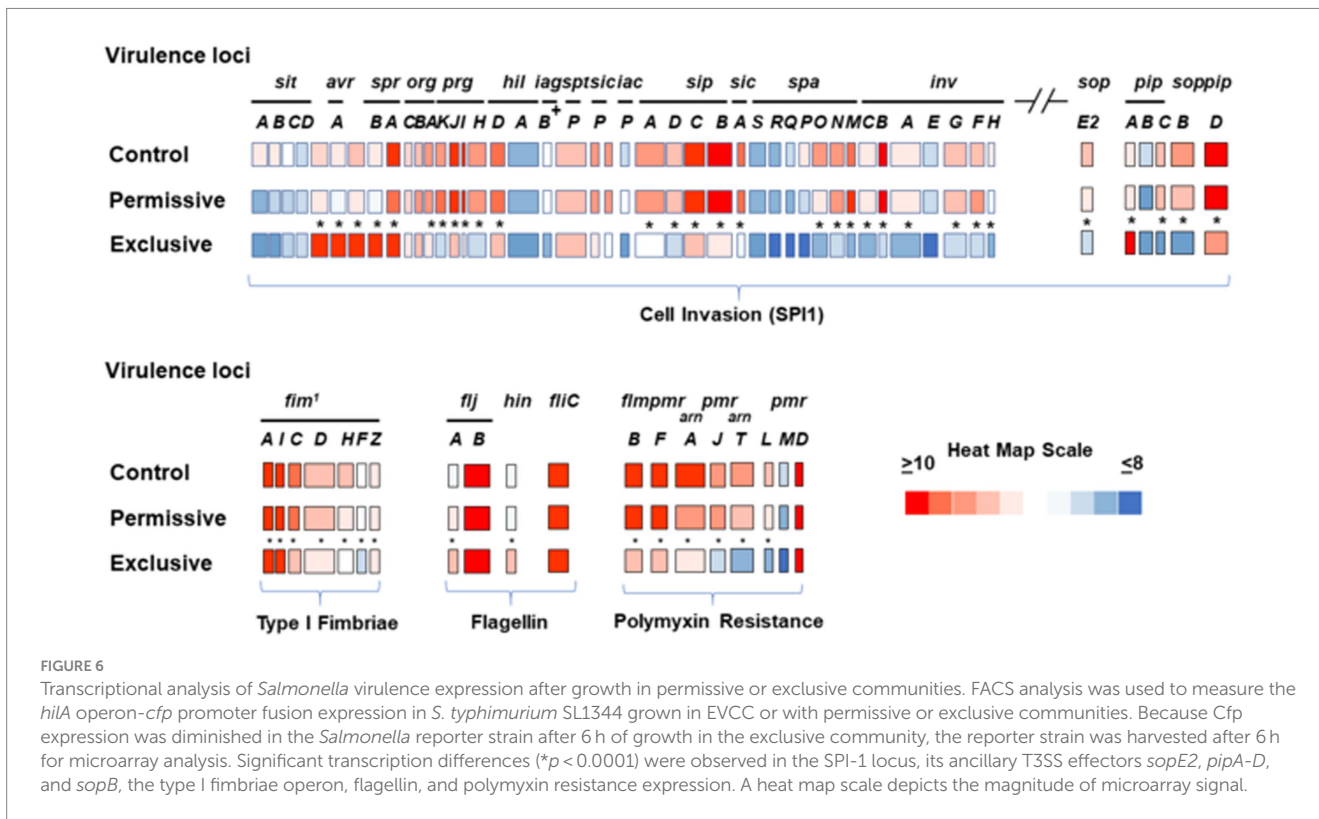 Virulence loci
sit avr spr org prg hil iag spt sic iac sip sic spa inv sop pip sop pip
A B C D A B A C B A K J I H D A B + P P P A D C B A S R Q P O N M C B A E G F H E2 A B C B D
Control
Permissive
* * * * * * * * * * * * * * * * * * * * * * * * * * * * *
Exclusive
Cell Invasion (SPI1)
Virulence loci
fim¹ flj hin fliC flmpmr pmr pmr
arn arn
A I C D H F Z A B B F A J T L M D
Control
≥10 Heat Map Scale ≤8
Permissive
* * * * * * * * * * * * * *
Exclusive
Type I Fimbriae Flagellin Polymyxin Resistance
FIGURE 6
Transcriptional analysis of Salmonella virulence expression after growth in permissive or exclusive communities. FACS analysis was used to measure the
hilA operon-cfp promoter fusion expression in S. typhimurium SL1344 grown in EVCC or with permissive or exclusive communities. Because Cfp
expression was diminished in the Salmonella reporter strain after 6 h of growth in the exclusive community, the reporter strain was harvested after 6 h
for microarray analysis. Significant transcription differences (*p < 0.0001) were observed in the SPI-1 locus, its ancillary T3SS effectors sopE2, pipA-D,
and sopB, the type I fimbriae operon, flagellin, and polymyxin resistance expression. A heat map scale depicts the magnitude of microarray signal.